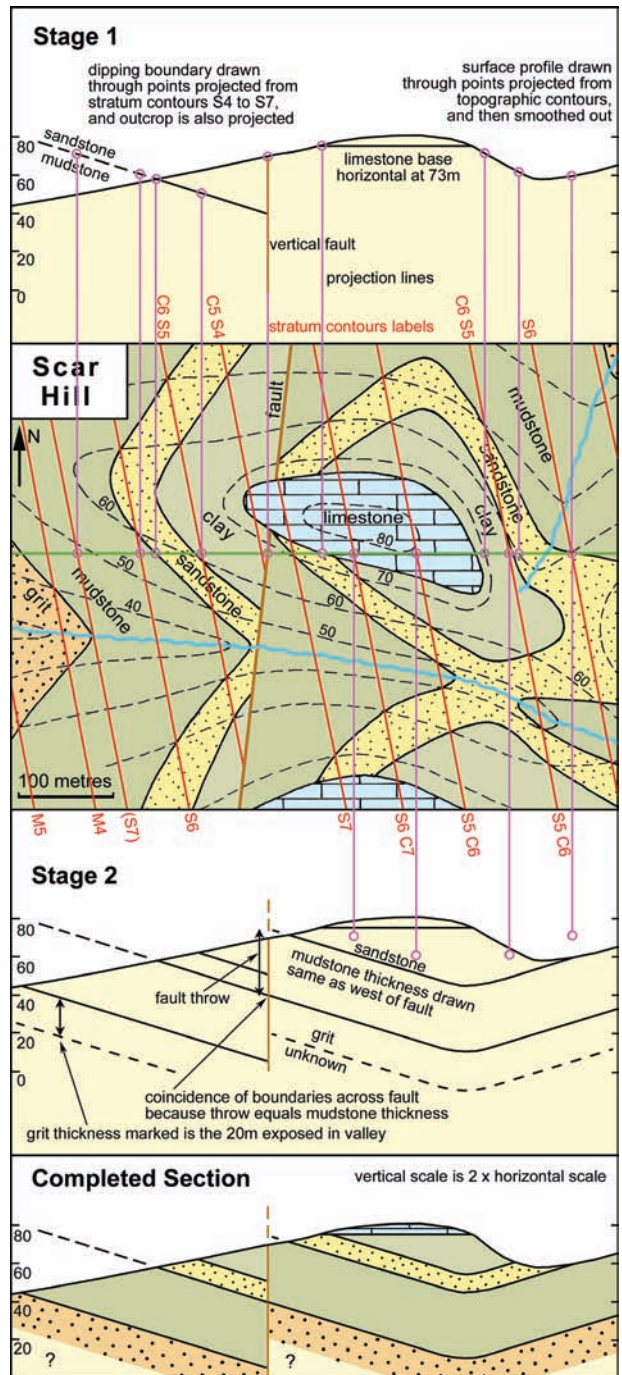 Stage 1
dipping boundary drawn
through points projected from
stratum contours S4 to S7,
and outcrop is also projected
surface profile drawn
through points projected from
topographic contours,
and then smoothed out
80
60
40
20
0
sandstone
mudstone
limestone base
horizontal at 73m
vertical fault
projection lines
C6 S5
C5 S4
stratum contours labels
C6 S5
S6
Scar
Hill
N
fault
mudstone
sandstone
clay
limestone
80
70
60
50
clay
60
50
40
grit
mudstone
sandstone
60
100 metres
M5
M4
(S7)
S6
S7
S6 C7
S5 C6
S5 C6
Stage 2
80
60
40
20
0
fault throw
sandstone
mudstone thickness drawn
same as west of fault
grit
unknown
coincidence of boundaries across fault
because throw equals mudstone thickness
grit thickness marked is the 20m exposed in valley
Completed Section
vertical scale is 2 x horizontal scale
80
60
40
20
?
?